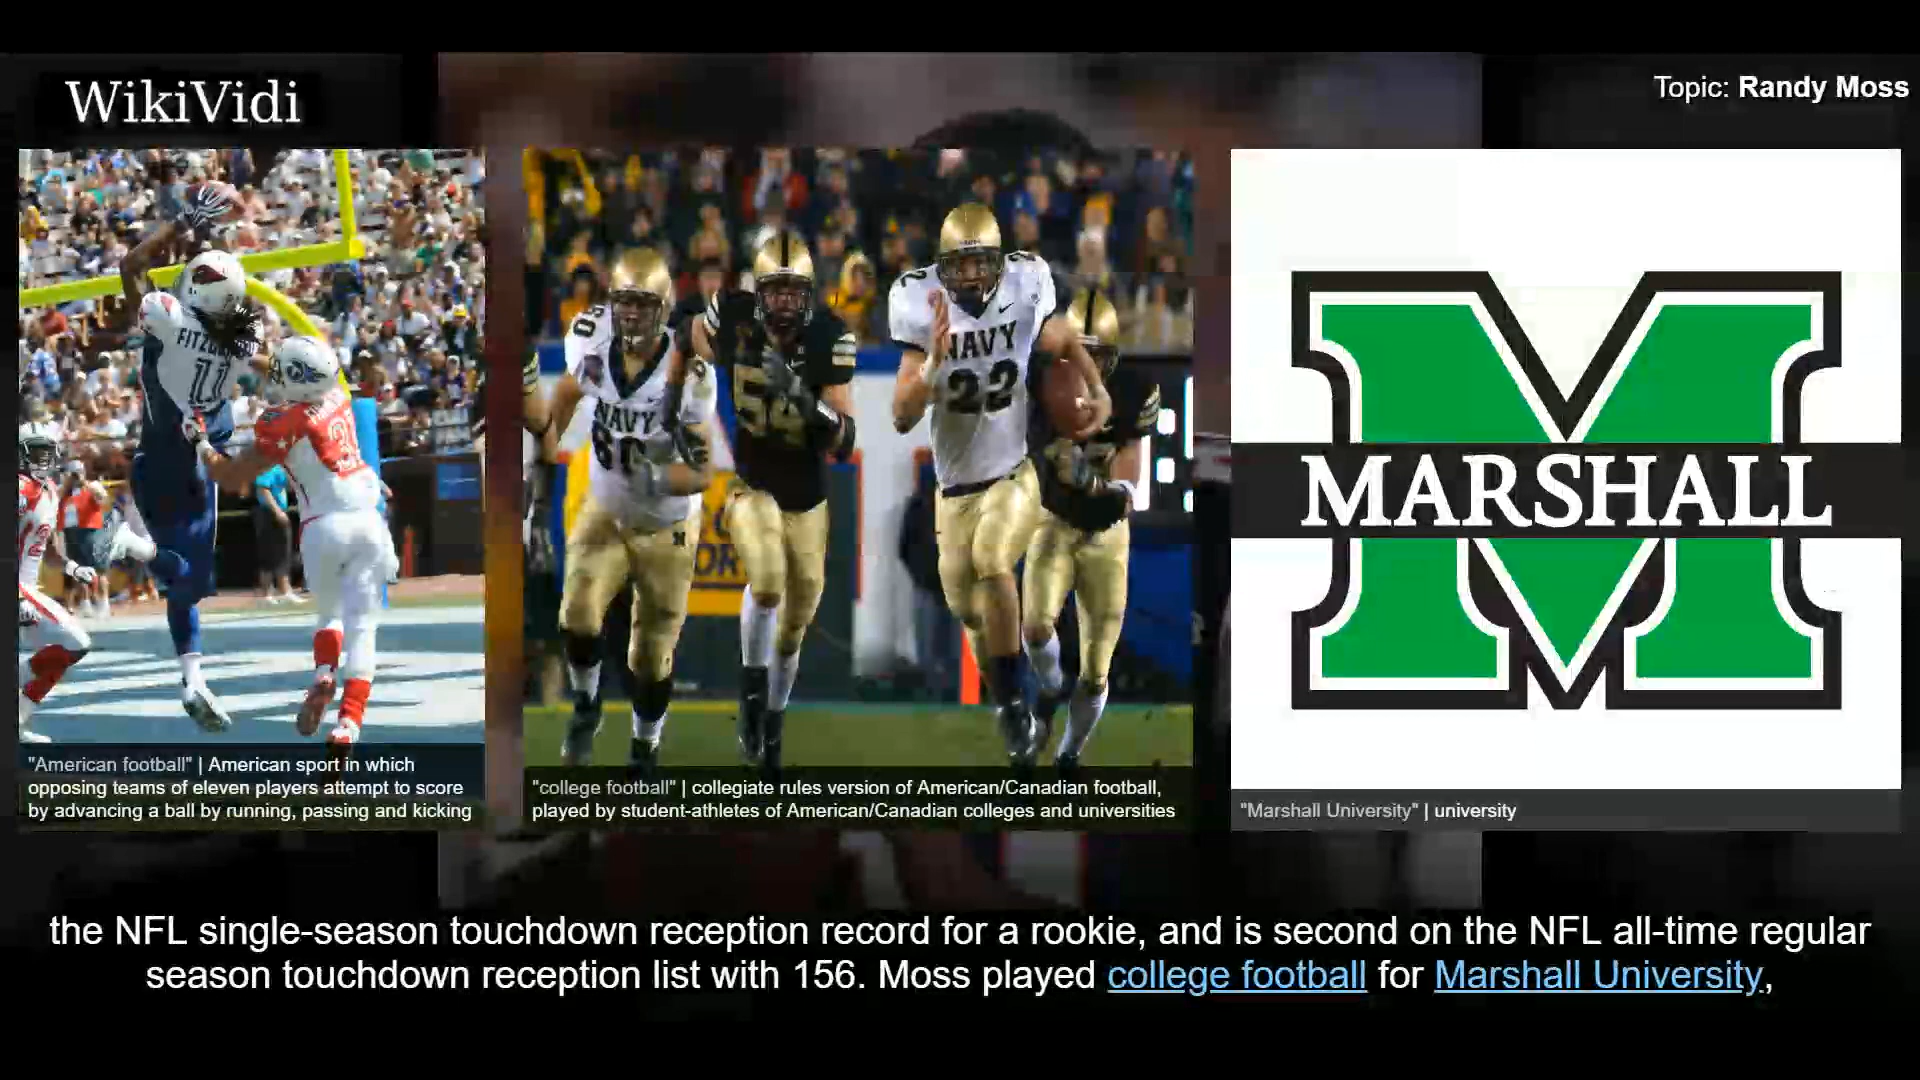 WikiVidi
Topic: Randy Moss
11
NAVY
60
54
NAVY
22
MARSHALL
"American football" | American sport in which
opposing teams of eleven players attempt to score
by advancing a ball by running, passing and kicking
"college football" | collegiate rules version of American/Canadian football,
played by student-athletes of American/Canadian colleges and universities
"Marshall University" | university
the NFL single-season touchdown reception record for a rookie, and is second on the NFL all-time regular
season touchdown reception list with 156. Moss played college football for Marshall University,